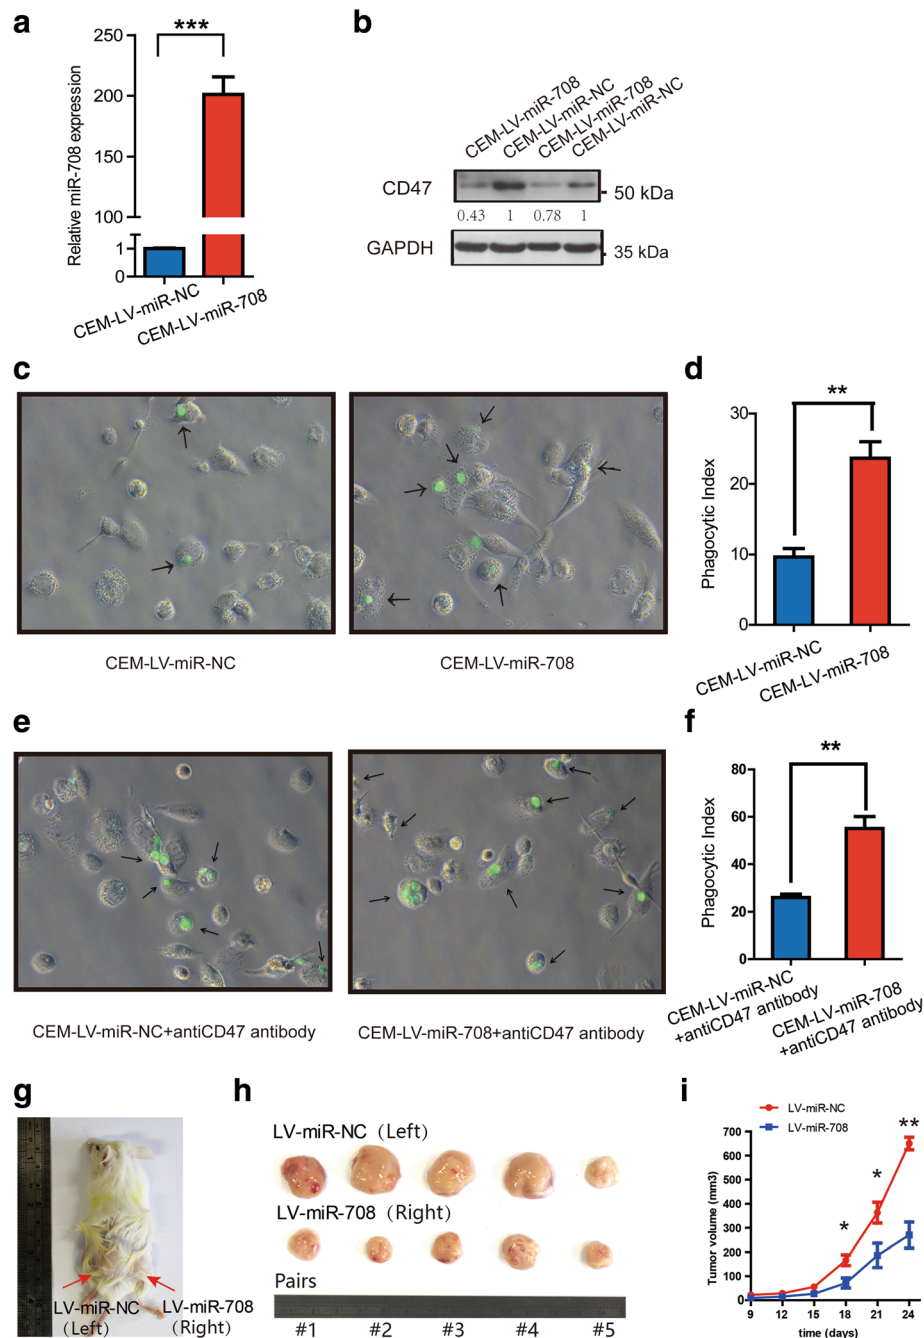 a
***
250
200
150
100
1
0
Relative miR-708 expression
CEM-LV-miR-NC
CEM-LV-miR-708
b
CEM-LV-miR-708
CEM-LV-miR-NC
CEM-LV-miR-708
CEM-LV-miR-NC
CD47
50 kDa
0.43 1 0.78 1
GAPDH
35 kDa
c
CEM-LV-miR-NC
CEM-LV-miR-708
d
**
30
20
10
0
Phagocytic Index
CEM-LV-miR-NC
CEM-LV-miR-708
e
CEM-LV-miR-NC+antiCD47 antibody
CEM-LV-miR-708+antiCD47 antibody
f
**
80
60
40
20
0
Phagocytic Index
CEM-LV-miR-NC
+antiCD47 antibody
CEM-LV-miR-708
+antiCD47 antibody
g
LV-miR-NC
(Left)
LV-miR-708
(Right)
h
LV-miR-NC (Left)
LV-miR-708 (Right)
Pairs
#1 #2 #3 #4 #5
i
LV-miR-NC
LV-miR-708
**
*
*
700
600
500
400
300
200
100
0
Tumor volume (mm3)
9 12 15 18 21 24
time (days)